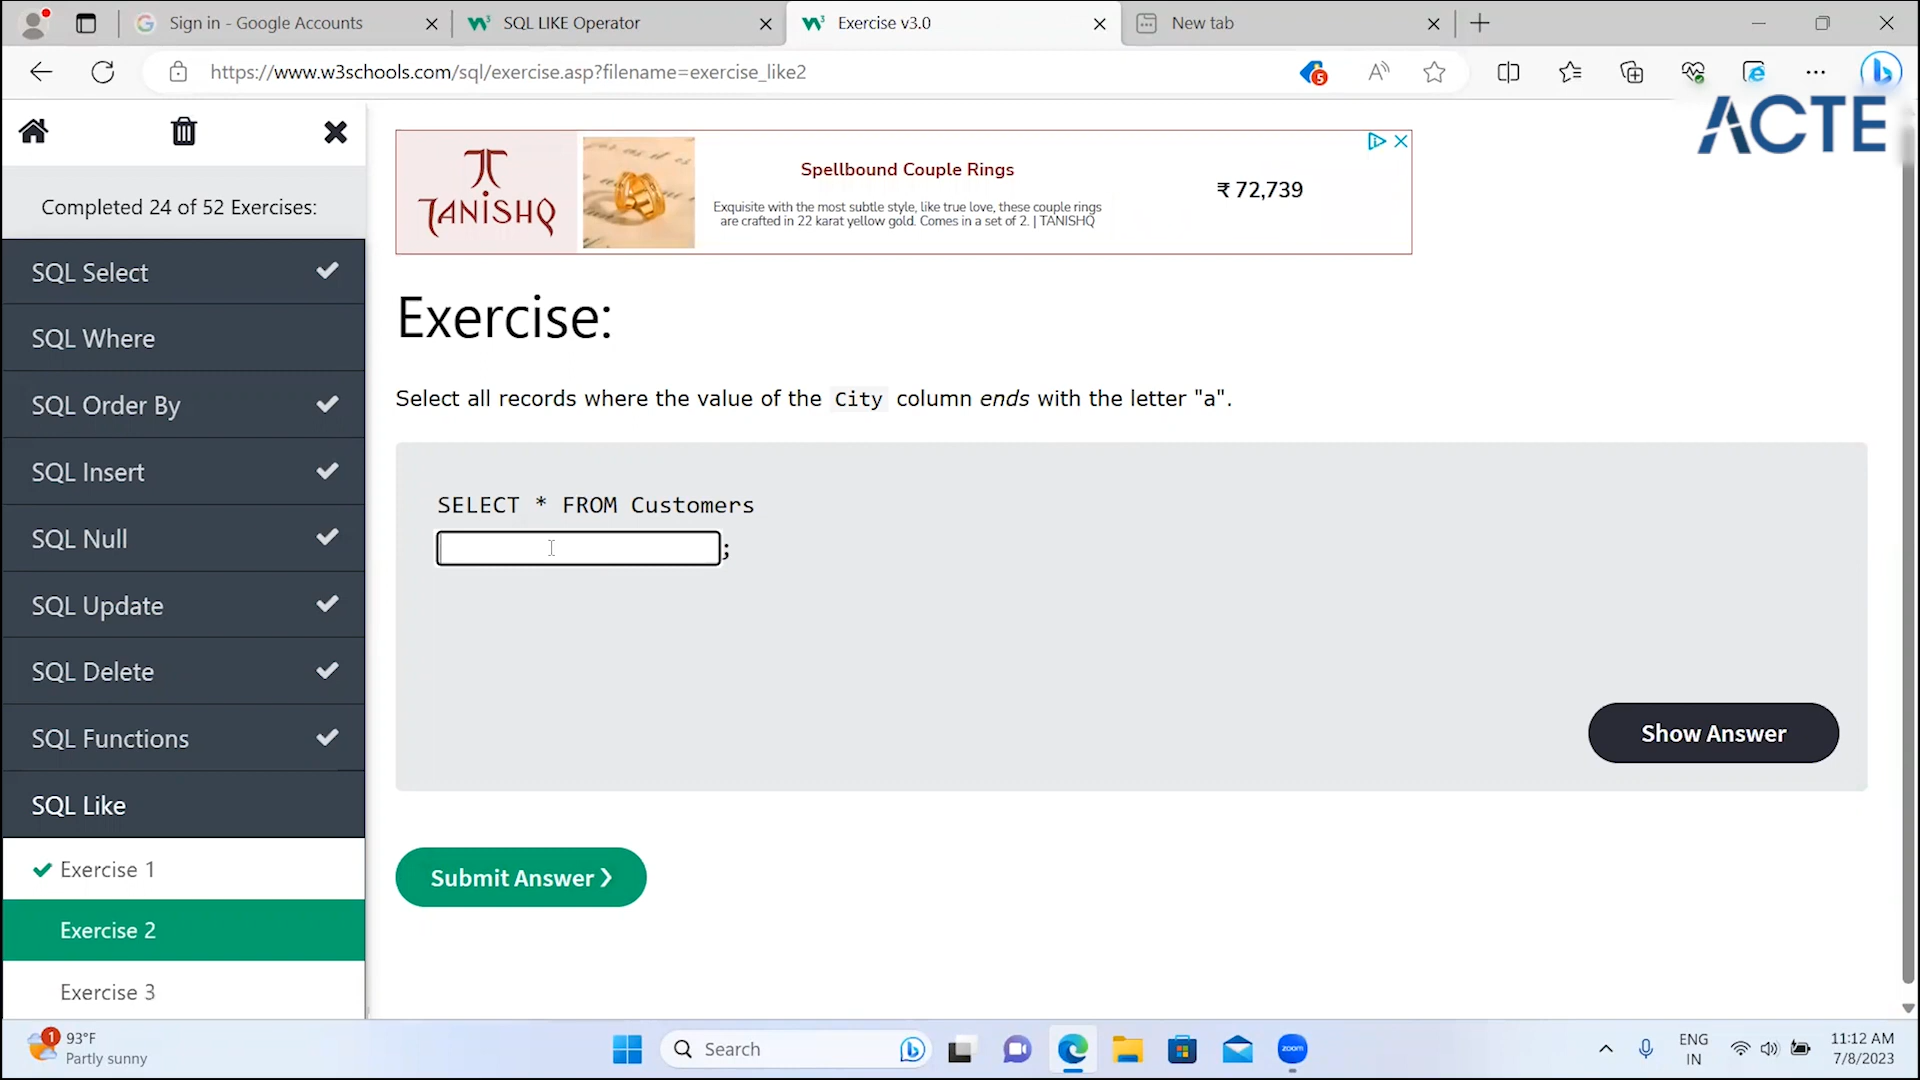 Sign in - Google Accounts
SQL LIKE Operator
Exercise v3.0
New tab
https://www.w3schools.com/sql/exercise.asp?filename=exercise_like2
5
ACTE
Completed 24 of 52 Exercises:
SQL Select
SQL Where
SQL Order By
SQL Insert
SQL Null
SQL Update
SQL Delete
SQL Functions
SQL Like
Exercise 1
Exercise 2
Exercise 3
TANISHQ
Spellbound Couple Rings
Exquisite with the most subtle style, like true love, these couple rings
are crafted in 22 karat yellow gold. Comes in a set of 2. | TANISHQ
₹ 72,739
Exercise:
Select all records where the value of the City column ends with the letter "a".
SELECT * FROM Customers
;
Show Answer
Submit Answer ❯
1
93°F
Partly sunny
Search
zoom
ENG
IN
11:12 AM
7/8/2023